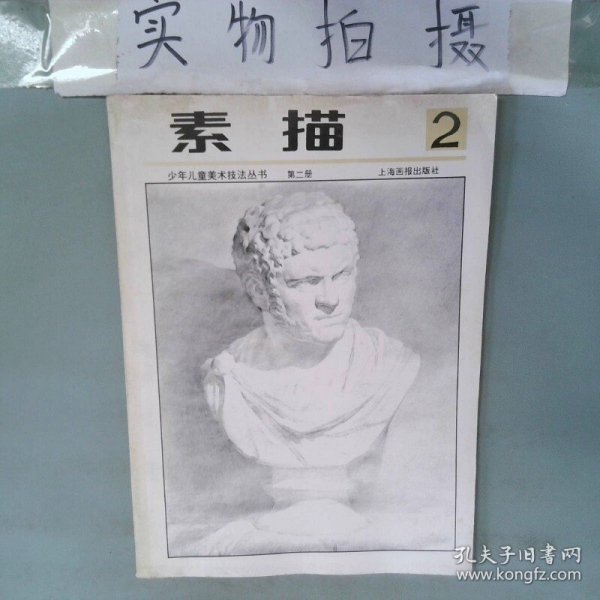 实物拍摄
素描 2
少年儿童美术技法丛书 第二册 上海画报出版社
孔夫子旧书网
www.kongfz.com